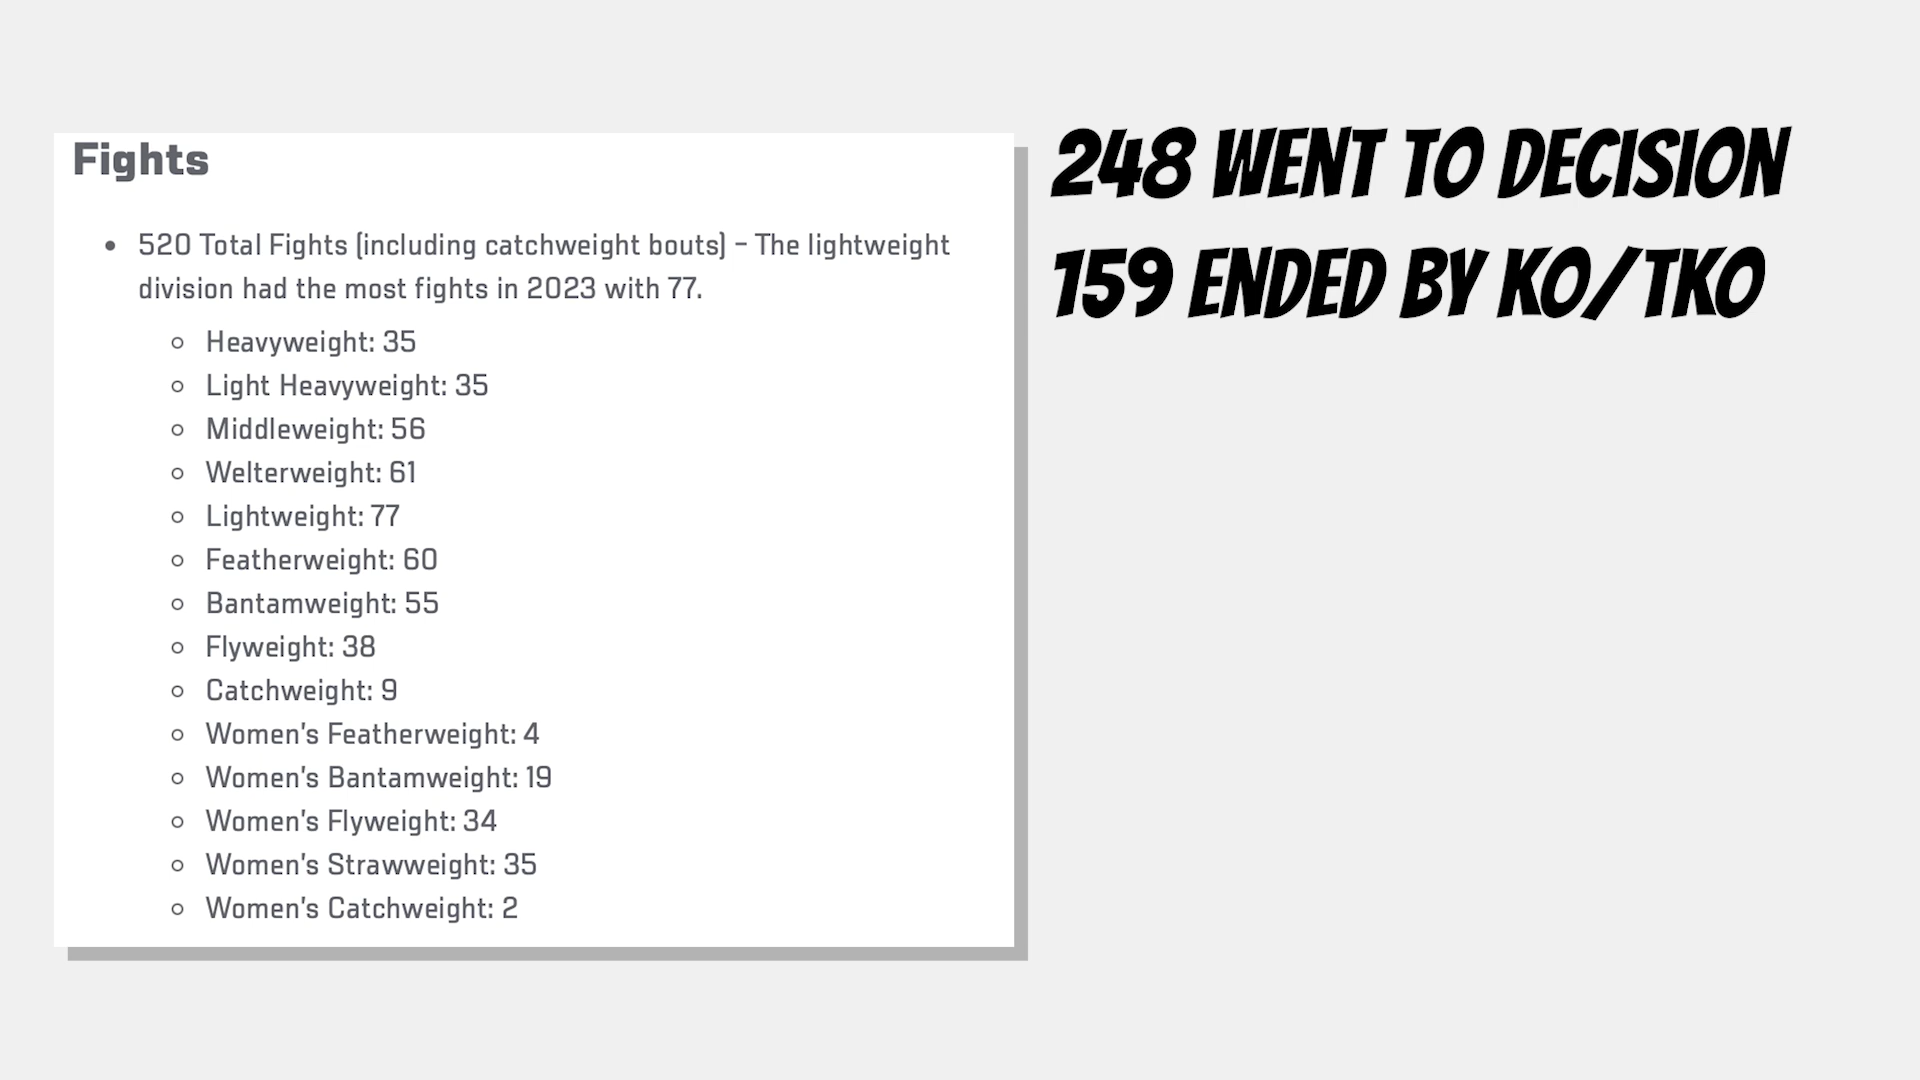 Fights
• 520 Total Fights (including catchweight bouts) – The lightweight
division had the most fights in 2023 with 77.
○ Heavyweight: 35
○ Light Heavyweight: 35
○ Middleweight: 56
○ Welterweight: 61
○ Lightweight: 77
○ Featherweight: 60
○ Bantamweight: 55
○ Flyweight: 38
○ Catchweight: 9
○ Women's Featherweight: 4
○ Women's Bantamweight: 19
○ Women's Flyweight: 34
○ Women's Strawweight: 35
○ Women's Catchweight: 2
248 WENT TO DECISION
159 ENDED BY KO/TKO